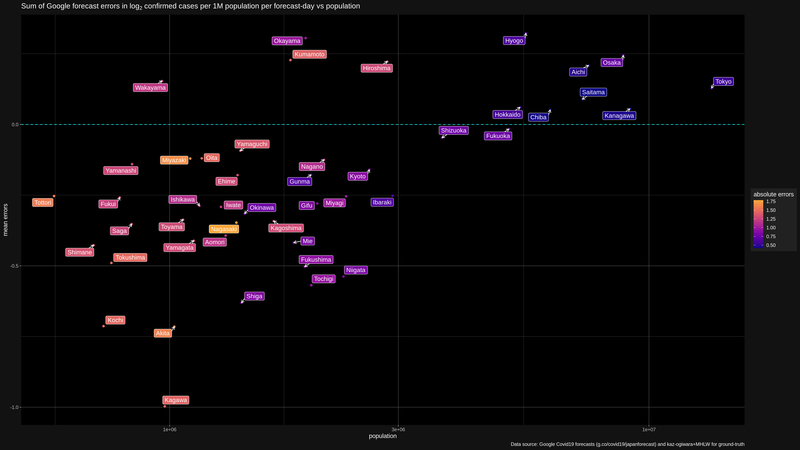 Sum of Google forecast errors in log2 confirmed cases per 1M population per forecast-day vs population
Okayama
Hyogo
Kumamoto
Osaka
Hiroshima
Aichi
Tokyo
Wakayama
Saitama
Hokkaido
Chiba
Kanagawa
0.0
Shizuoka
Fukuoka
Yamaguchi
Miyazaki
Oita
Yamanashi
Nagano
Kyoto
Ehime
Gunma
Tottori
Fukui
Ishikawa
Iwate
Okinawa
Gifu
Miyagi
Ibaraki
Saga
Toyama
Nagasaki
Kagoshima
Shimane
Yamagata
Aomori
Mie
Tokushima
Fukushima
-0.5
Niigata
Tochigi
Shiga
Kochi
Akita
Kagawa
-1.0
mean errors
absolute errors
1.75
1.50
1.25
1.00
0.75
0.50
1e+06
3e+06
1e+07
population
Data source: Google Covid19 forecasts (g.co/covid19/japanforecast) and kaz-ogiwara+MHLW for ground-truth